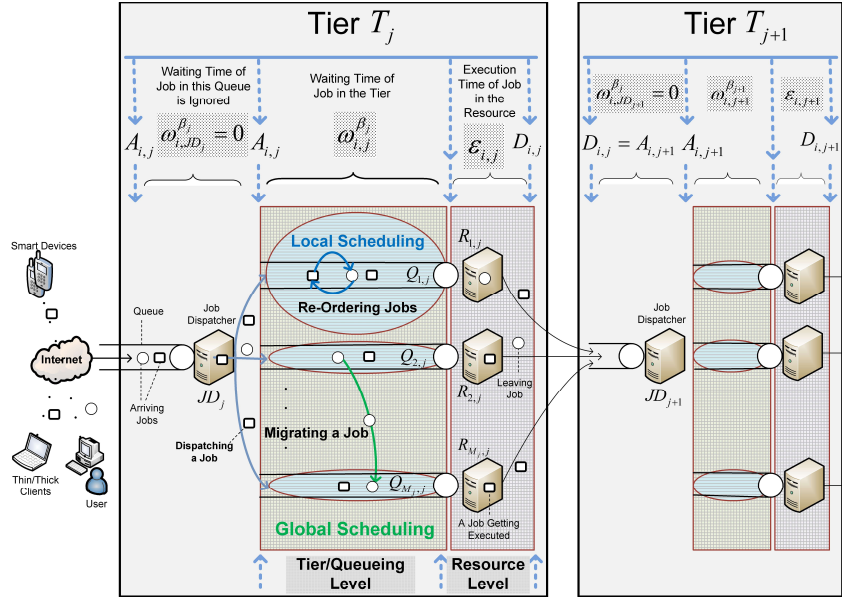 Tier T_j
Tier T_{j+1}
Waiting Time of
Job in this Queue
is Ignored
Waiting Time of
Job in the Tier
Execution
Time of Job
in the
Resource
A_{i,j}
ω_{i,JD_j}^{β_j} = 0
A_{i,j}
ω_{i,j}^{β_j}
ε_{i,j}
D_{i,j}
ω_{i,JD_{j+1}}^{β_j} = 0
ω_{i,j+1}^{β_{j+1}}
ε_{i,j+1}
D_{i,j} = A_{i,j+1}
A_{i,j+1}
D_{i,j+1}
Smart Devices
Internet
Thin/Thick
Clients
User
Queue
Arriving
Jobs
Job
Dispatcher
JD_j
Dispatching
a Job
Local Scheduling
Q_{1,j}
Re-Ordering Jobs
Q_{2,j}
Migrating a Job
Q_{M_j,j}
Global Scheduling
R_{1,j}
R_{2,j}
Leaving
Job
R_{M_j,j}
A Job Getting
Executed
Job
Dispatcher
JD_{j+1}
Tier/Queueing
Level
Resource
Level